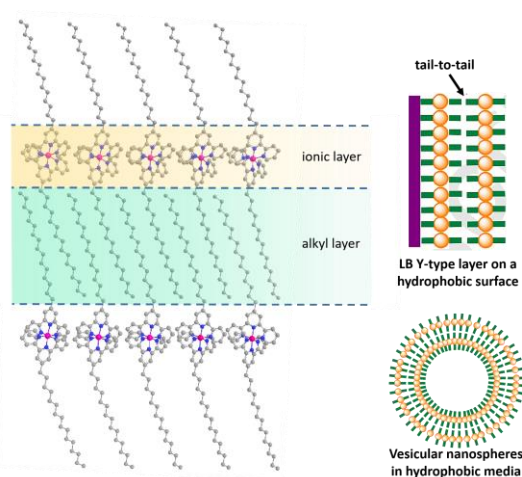 tail-to-tail
ionic layer
alkyl layer
LB Y-type layer on a
hydrophobic surface
Vesicular nanospheres
in hydrophobic media